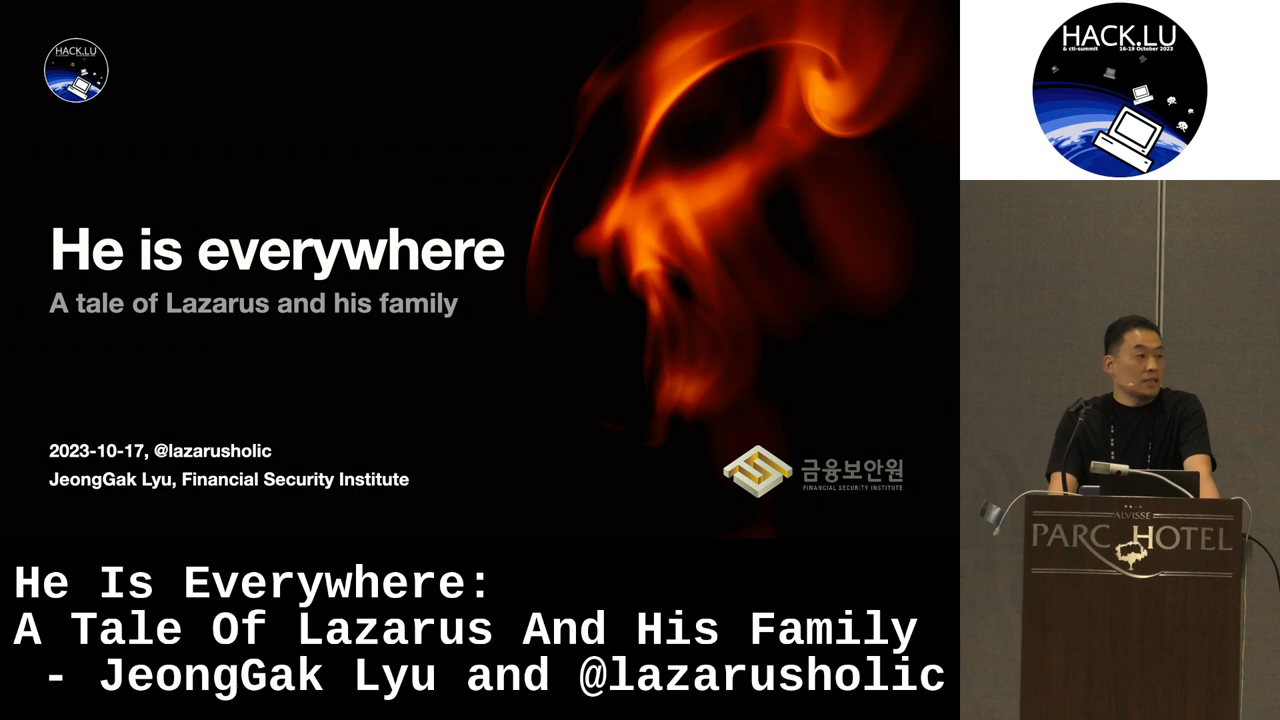 HACK.LU
He is everywhere
A tale of Lazarus and his family
2023-10-17, @lazarusholic
JeongGak Lyu, Financial Security Institute
금융보안원
FINANCIAL SECURITY INSTITUTE
He Is Everywhere:
A Tale Of Lazarus And His Family
- JeongGak Lyu and @lazarusholic
HACK.LU
& cti-summit 16-19 October 2023
ALVISSE
PARC HOTEL